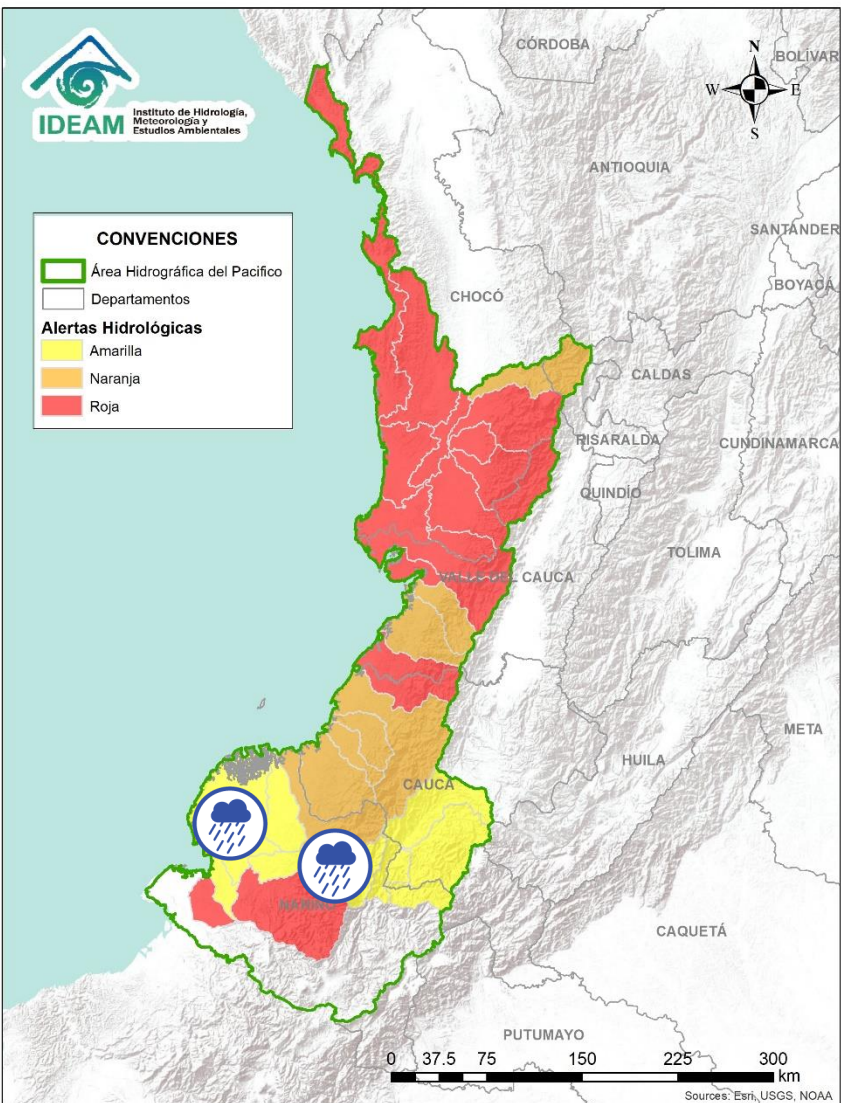 IDEAM
Instituto de Hidrología,
Meteorología y
Estudios Ambientales
CÓRDOBA
BOLÍVAR
N
W
E
S
ANTIOQUIA
SANTANDER
BOYACÁ
CONVENCIONES
Área Hidrográfica del Pacifico
Departamentos
Alertas Hidrológicas
Amarilla
Naranja
Roja
CHOCÓ
CALDAS
RISARALDA
CUNDINAMARCA
QUINDÍO
TOLIMA
VALLE DEL CAUCA
META
HUILA
CAUCA
NARIÑO
CAQUETÁ
PUTUMAYO
0 37.5 75 150 225 300
km
Sources: Esri, USGS, NOAA